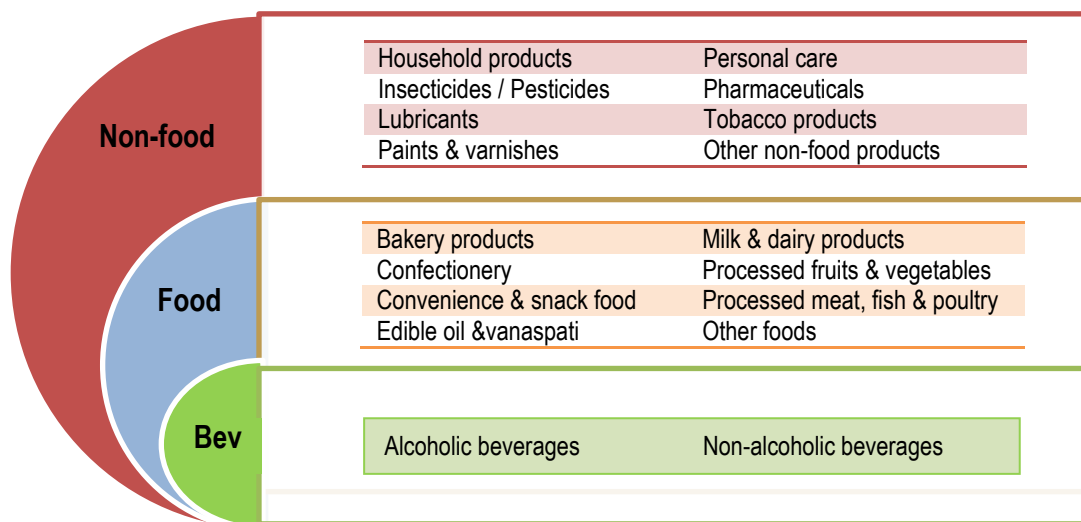 Non-food
Household products Personal care
Insecticides / Pesticides Pharmaceuticals
Lubricants Tobacco products
Paints & varnishes Other non-food products
Food
Bakery products Milk & dairy products
Confectionery Processed fruits & vegetables
Convenience & snack food Processed meat, fish & poultry
Edible oil &vanaspati Other foods
Bev
Alcoholic beverages Non-alcoholic beverages